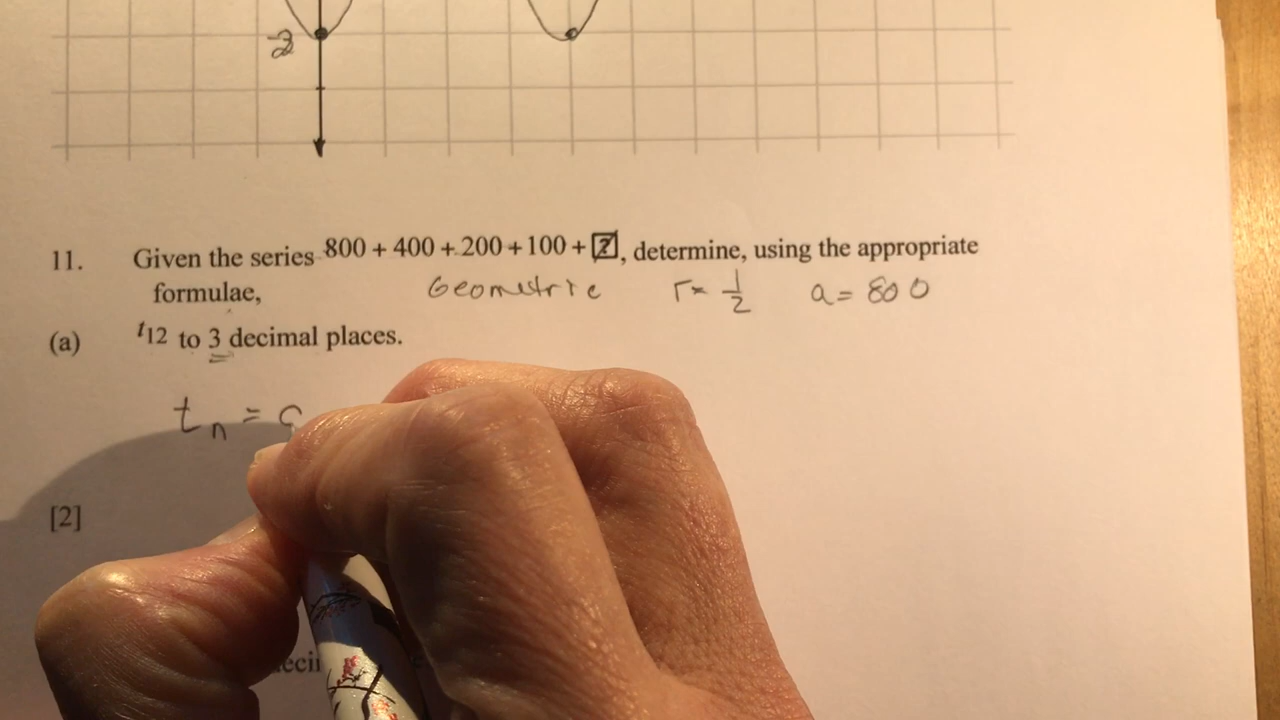 -2
11. Given the series 800 + 400 + 200 + 100 + ?, determine, using the appropriate
formulae,
Geometric r = 1/2 a = 800
(a) t12 to 3 decimal places.
tn =
[2]